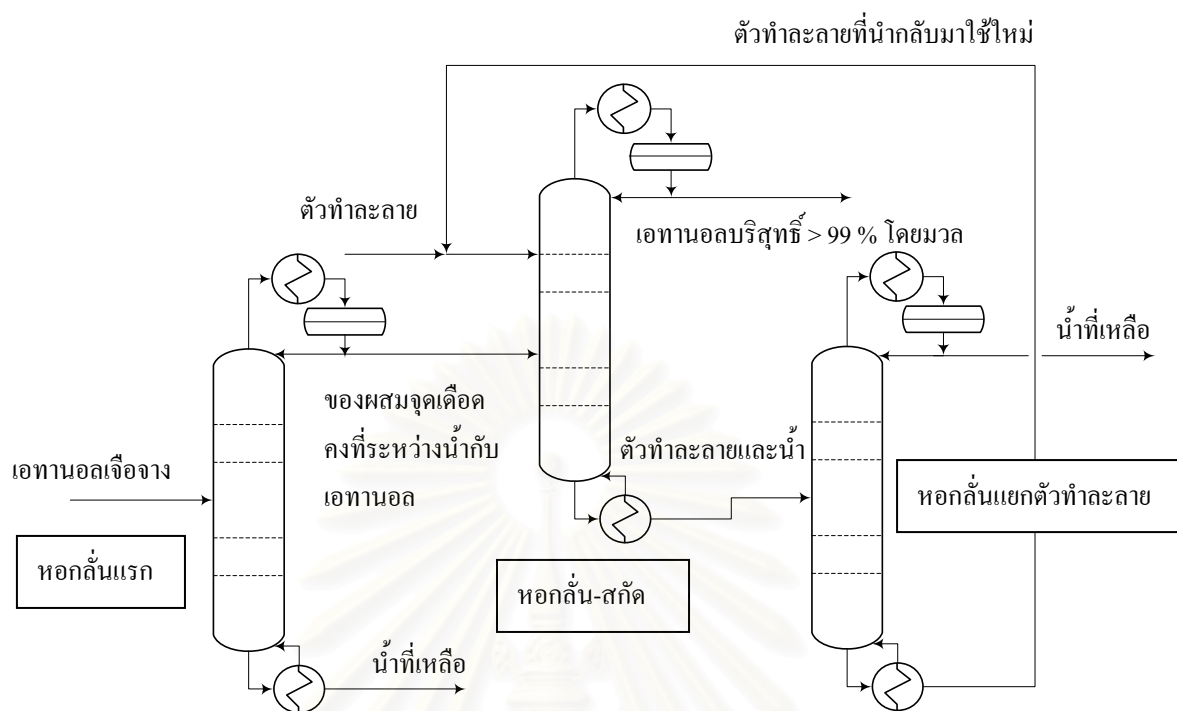 ตัวทำละลายที่นำกลับมาใช้ใหม่
ตัวทำละลาย
เอทานอลบริสุทธิ์ > 99 % โดยมวล
น้ำที่เหลือ
ของผสมจุดเดือด
คงที่ระหว่างน้ำกับ
เอทานอล
ตัวทำละลายและน้ำ
เอทานอลเจือจาง
หอกลั่นแยกตัวทำละลาย
หอกลั่นแรก
หอกลั่น-สกัด
น้ำที่เหลือ